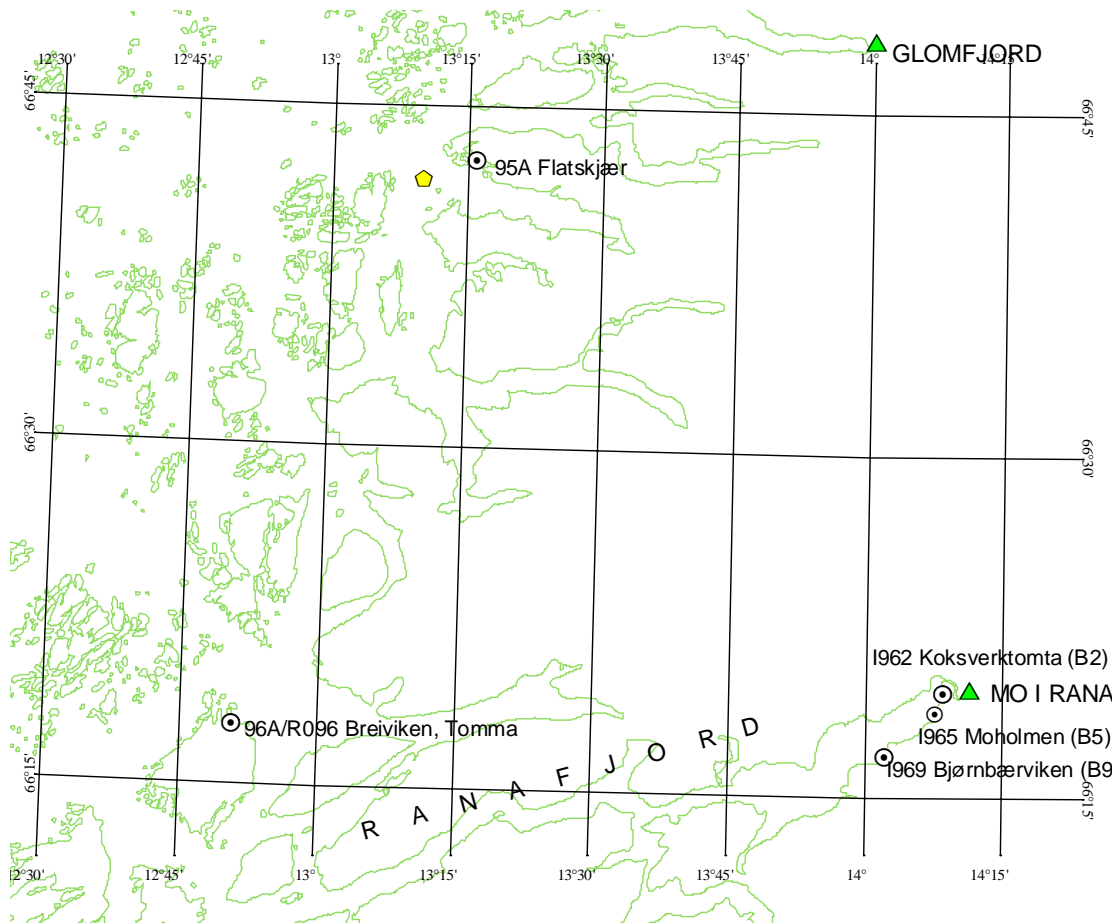 12°30' 12°45' 13° 13°15' 13°30' 13°45' 14° 14°15'
GLOMFJORD
66°45' 66°45'
95A Flatskjær
66°30' 66°30'
I962 Koksverktomta (B2)
MO I RANA
96A/R096 Breiviken, Tomma
I965 Moholmen (B5)
I969 Bjørnbærviken (B9
66°15' 66°15'
RANAFJORD
12°30' 12°45' 13° 13°15' 13°30' 13°45' 14° 14°15'